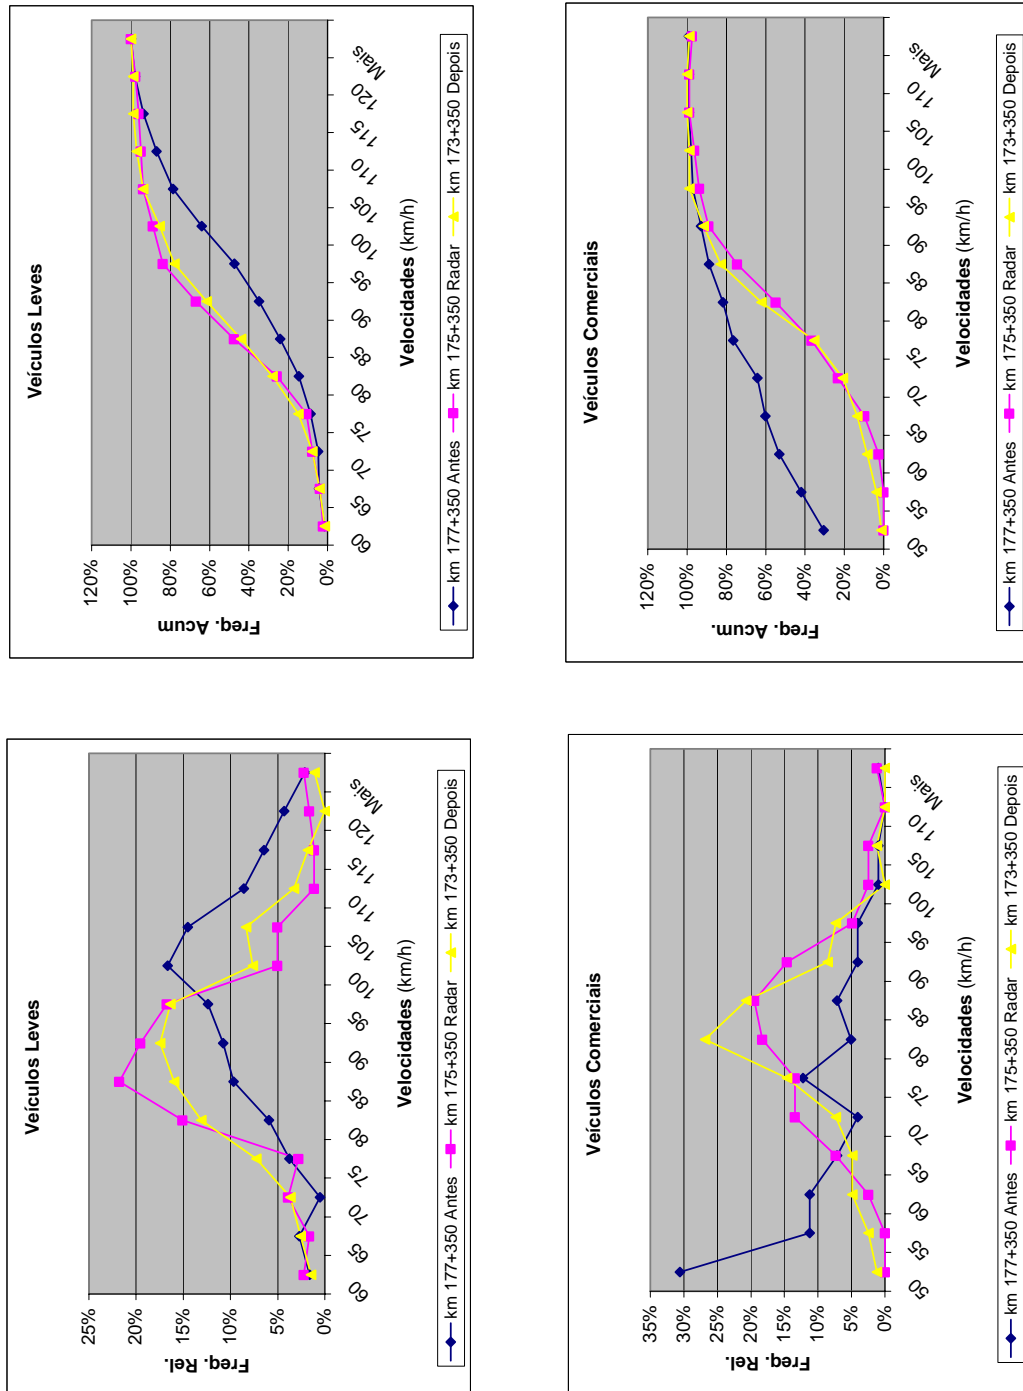 Veículos Leves
25%
20%
15%
10%
5%
0%
Freq. Rel.
60 65 70 75 80 85 90 95 100 105 110 115 120 Mais
Velocidades (km/h)
km 177+350 Antes km 175+350 Radar km 173+350 Depois
Veículos Leves
120%
100%
80%
60%
40%
20%
0%
Freq. Acum
60 65 70 75 80 85 90 95 100 105 110 115 120 Mais
Velocidades (km/h)
km 177+350 Antes km 175+350 Radar km 173+350 Depois
Veículos Comerciais
35%
30%
25%
20%
15%
10%
5%
0%
Freq. Rel.
50 55 60 65 70 75 80 85 90 95 100 105 110 Mais
Velocidades (km/h)
km 177+350 Antes km 175+350 Radar km 173+350 Depois
Veículos Comerciais
120%
100%
80%
60%
40%
20%
0%
Freq. Acum.
50 55 60 65 70 75 80 85 90 95 100 105 110 Mais
Velocidades (km/h)
km 177+350 Antes km 175+350 Radar km 173+350 Depois